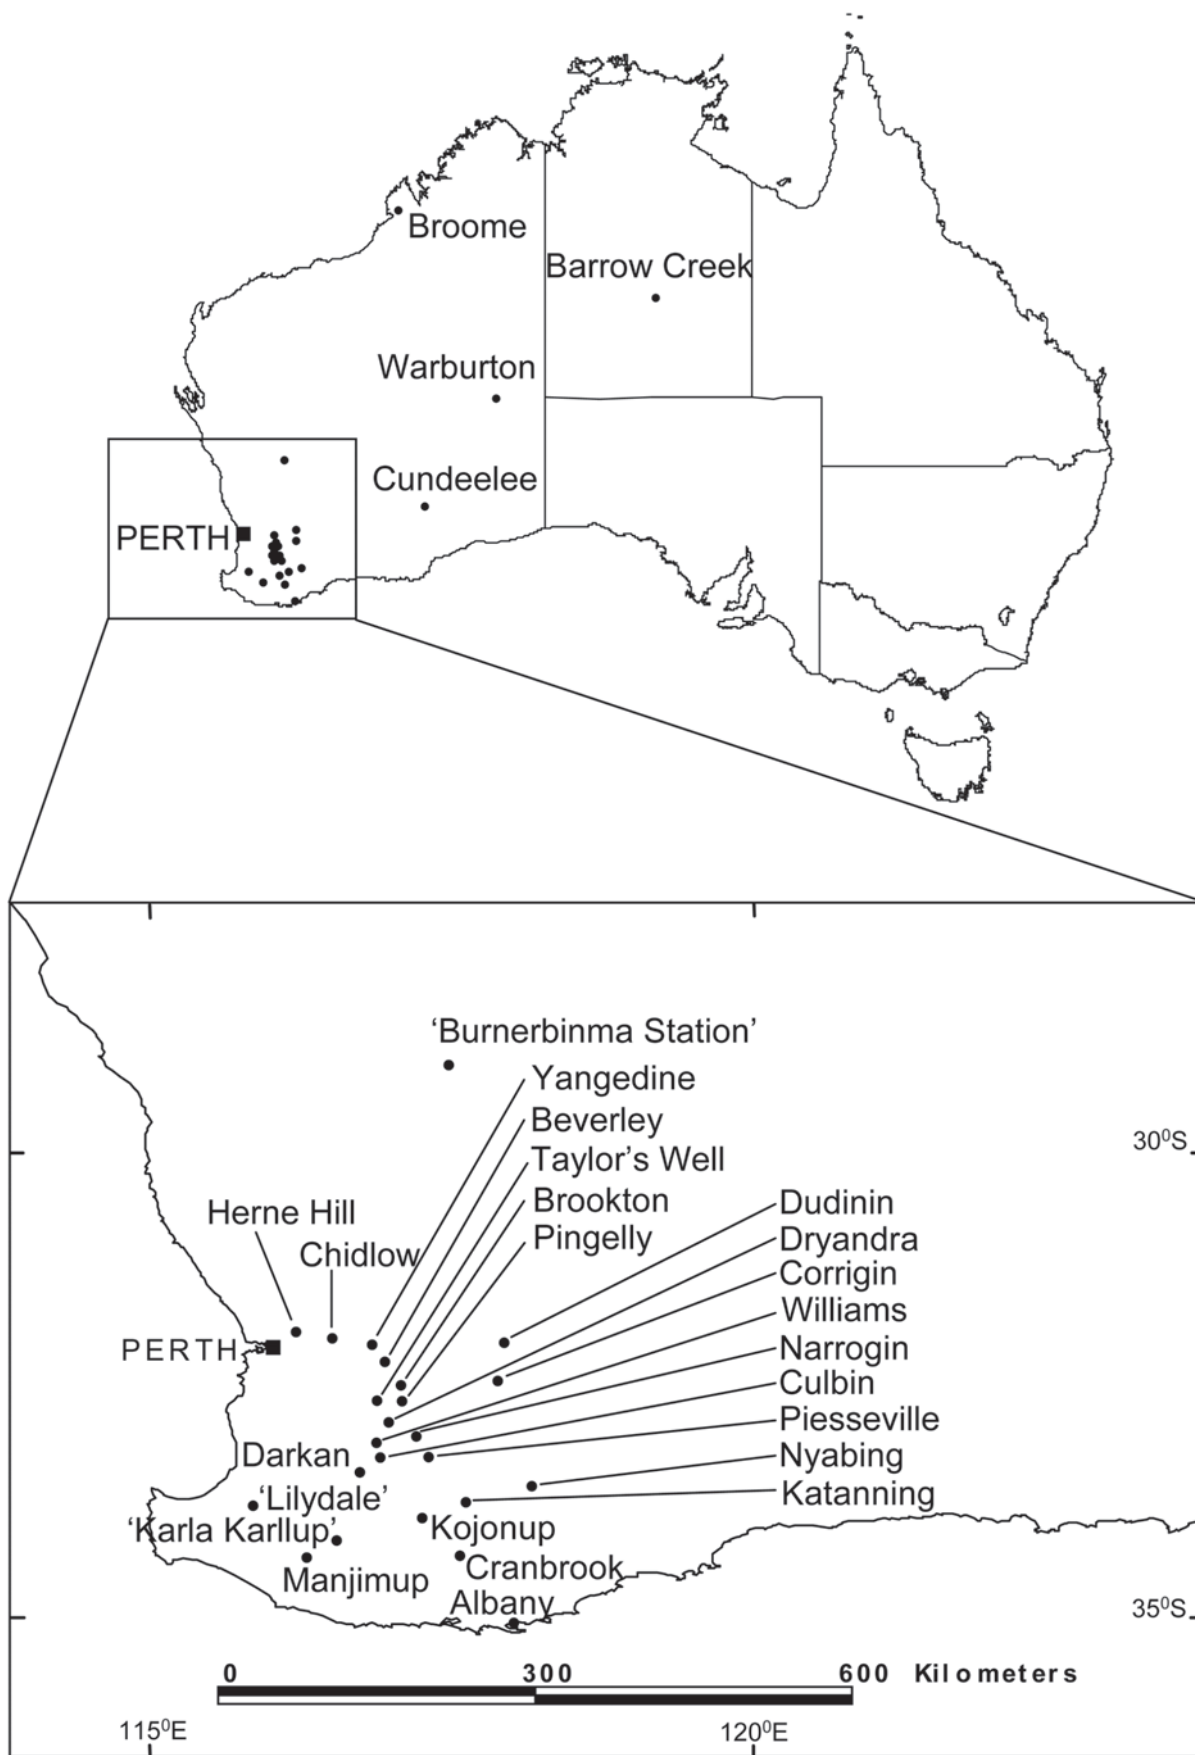 Broome
Barrow Creek
Warburton
Cundeelee
PERTH
‘Burnerbinma Station’
Yangedine
Beverley
30⁰S
Taylor’s Well
Brookton
Dudinin
Herne Hill
Pingelly
Dryandra
Chidlow
Corrigin
Williams
PERTH
Narrogin
Culbin
Piesseville
Darkan
Nyabing
‘Lilydale’
Katanning
‘Karla Karllup’
Kojonup
Cranbrook
Manjimup
Albany
35⁰S
0 300 600 Kilometers
115⁰E 120⁰E